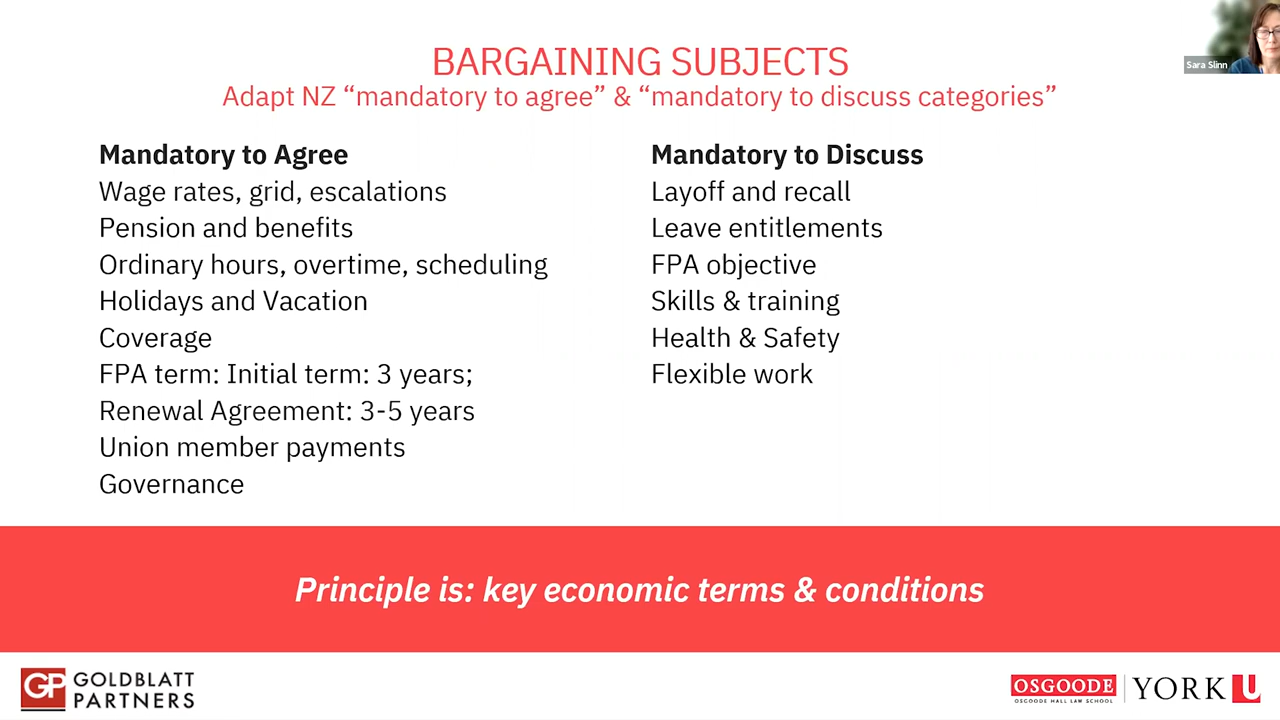 BARGAINING SUBJECTS
Adapt NZ “mandatory to agree” & “mandatory to discuss categories”
Sara Slinn
Mandatory to Agree
Wage rates, grid, escalations
Pension and benefits
Ordinary hours, overtime, scheduling
Holidays and Vacation
Coverage
FPA term: Initial term: 3 years;
Renewal Agreement: 3-5 years
Union member payments
Governance
Mandatory to Discuss
Layoff and recall
Leave entitlements
FPA objective
Skills & training
Health & Safety
Flexible work
Principle is: key economic terms & conditions
GP GOLDBLATT
PARTNERS
OSGOODE
OSGOODE HALL LAW SCHOOL
YORK U